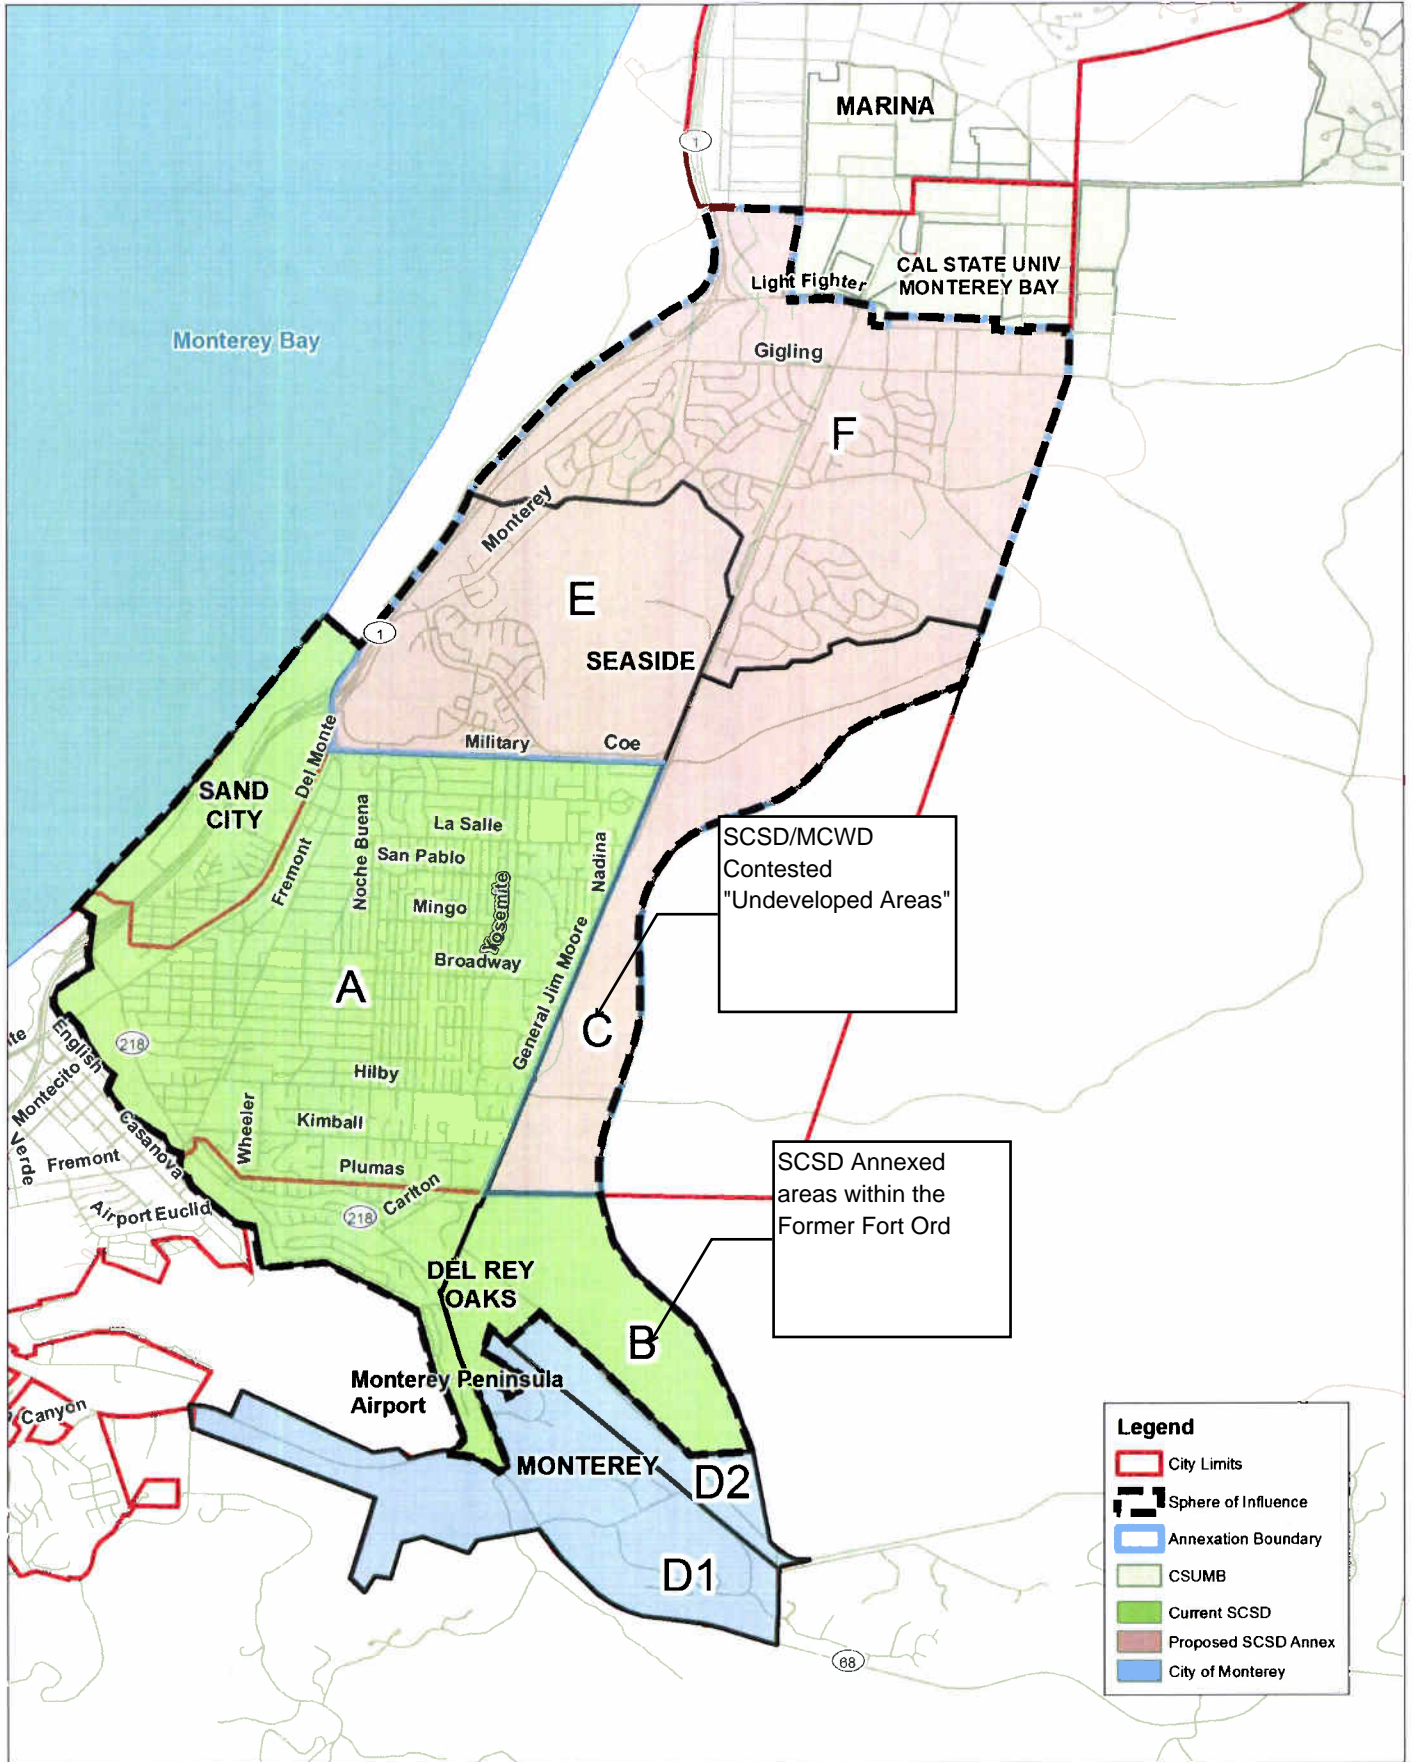 MARINA
1
CAL STATE UNIV
MONTEREY BAY
Light Fighter
Monterey Bay
Gigling
F
Monterey
E
1
SEASIDE
Del Monte
Military
Coe
SAND
CITY
La Salle
Noche Buena
Fremont
San Pablo
Nadina
SCSD/MCWD
Contested
"Undeveloped Areas"
Mingo
Yosemite
Broadway
A
General Jim Moore
C
English
218
Montecito
Hilby
Casanova
Wheeler
Kimball
Verde
Fremont
Plumas
Carlton
SCSD Annexed
areas within the
Former Fort Ord
Airport
Euclid
218
DEL REY
OAKS
B
Monterey Peninsula
Airport
Canyon
MONTEREY
D2
D1
68
Legend
City Limits
Sphere of Influence
Annexation Boundary
CSUMB
Current SCSD
Proposed SCSD Annex
City of Monterey